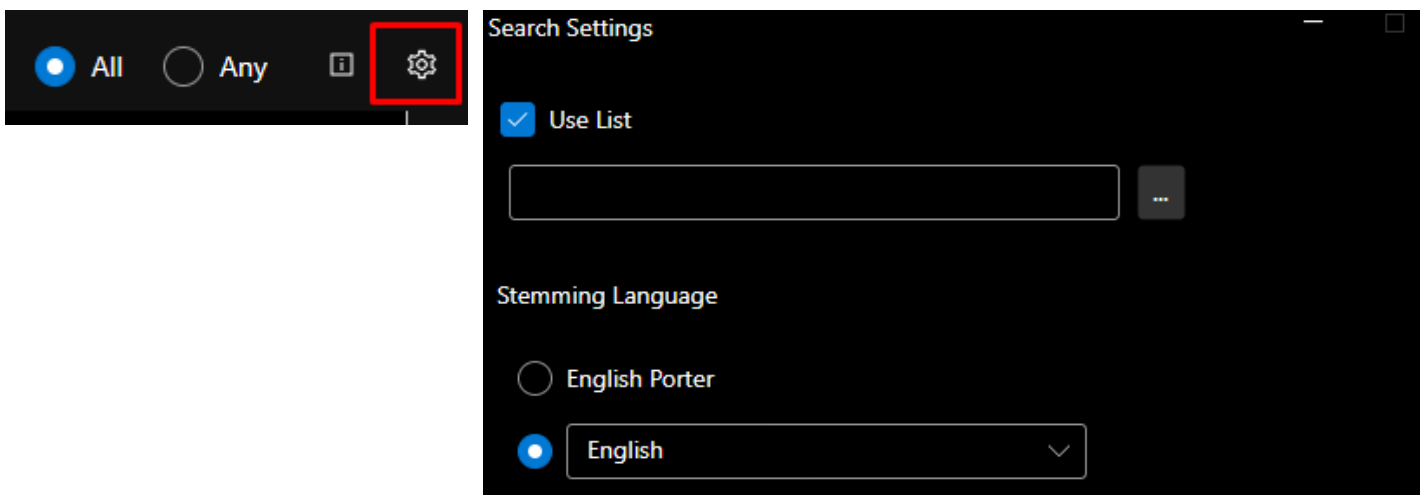 All Any
Search Settings
Use List
...
Stemming Language
English Porter
English